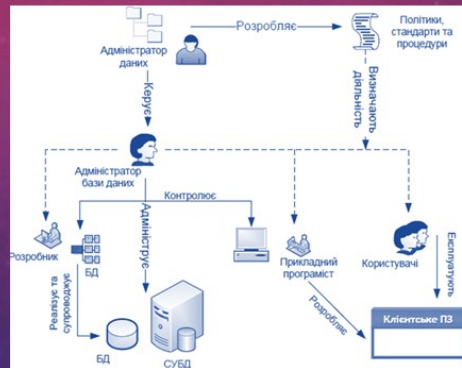 Розробляє
Політики,
стандарти та
процедури
Адміністратор
даних
Керує
Визначають
діяльність
Адміністратор
бази даних
Контролює
Адмініструє
Розробник
БД
Прикладний
програміст
Користувачі
Експлуатують
Реалізує та
супроводжує
Розробляє
Клієнтське ПЗ
БД
СУБД